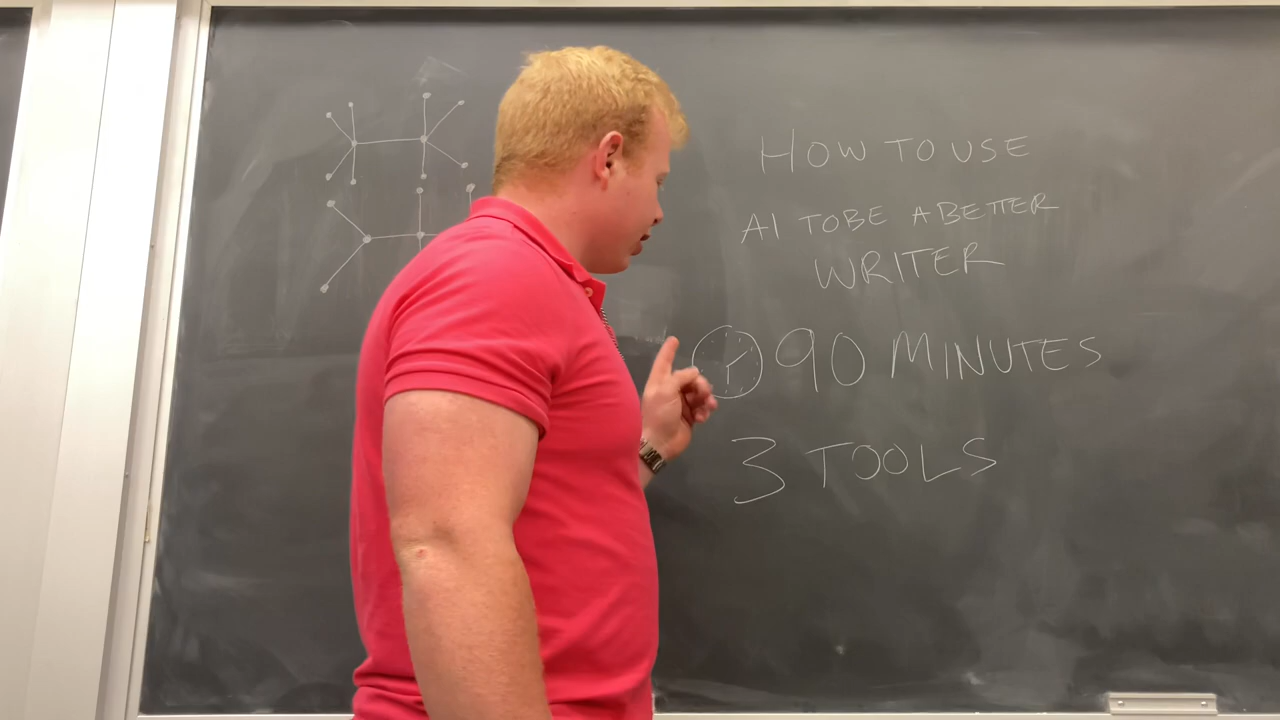 HOW TO USE
AI TO BE A BETTER
WRITER
90 MINUTES
3 TOOLS